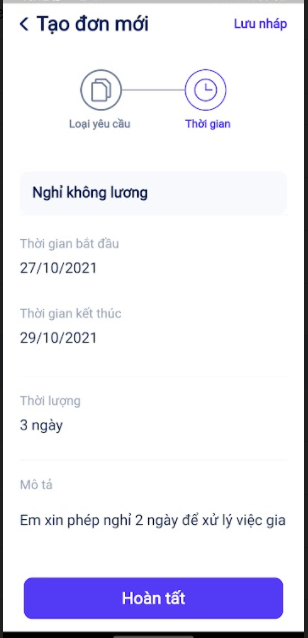 Tạo đơn mới
Lưu nháp
Loại yêu cầu
Thời gian
Nghỉ không lương
Thời gian bắt đầu
27/10/2021
Thời gian kết thúc
29/10/2021
Thời lượng
3 ngày
Mô tả
Em xin phép nghỉ 2 ngày để xử lý việc gia
Hoàn tất